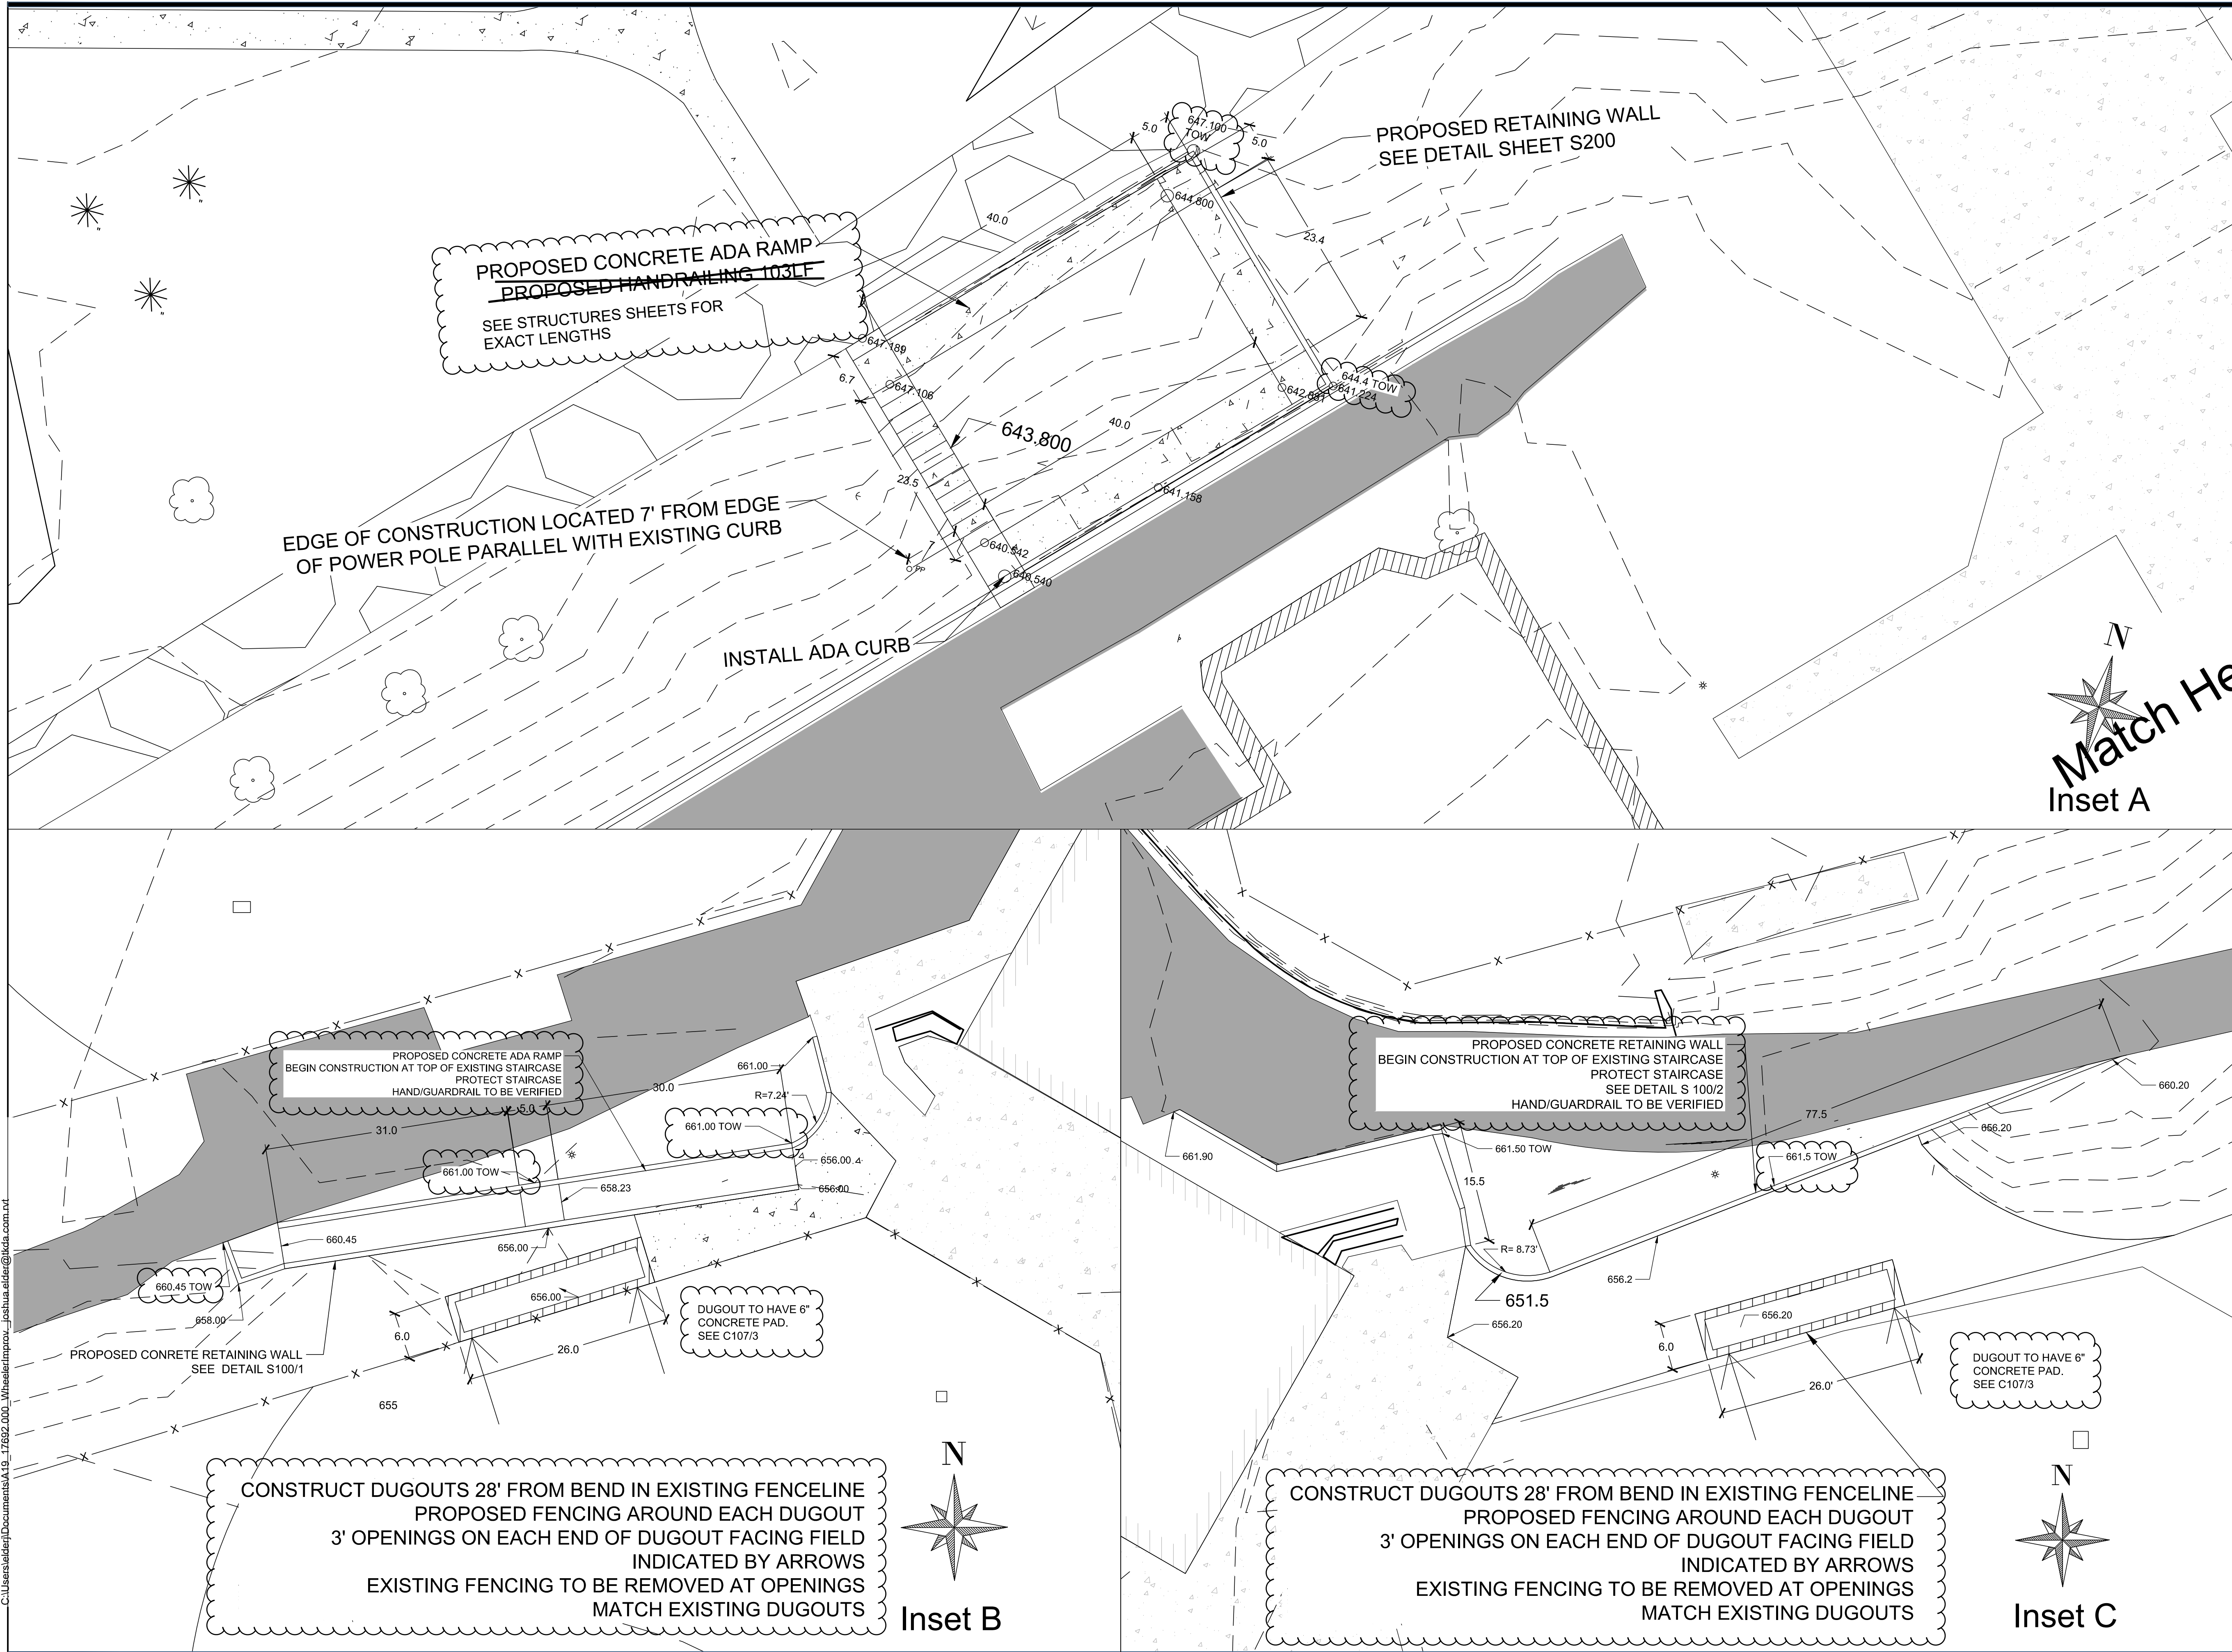 5.0
647.100
TOW
5.0
PROPOSED RETAINING WALL
SEE DETAIL SHEET S200
644.800
40.0
23.4
PROPOSED CONCRETE ADA RAMP
PROPOSED HANDRAILING 103LF
SEE STRUCTURES SHEETS FOR
EXACT LENGTHS
647.189
6.7
647.106
644.4 TOW
641.224
643.800
40.0
23.5
641.158
EDGE OF CONSTRUCTION LOCATED 7' FROM EDGE
OF POWER POLE PARALLEL WITH EXISTING CURB
7
PP
640.542
640.540
INSTALL ADA CURB
N
Match He
Inset A
PROPOSED CONCRETE ADA RAMP
BEGIN CONSTRUCTION AT TOP OF EXISTING STAIRCASE
PROTECT STAIRCASE
HAND/GUARDRAIL TO BE VERIFIED
661.00
30.0
R=7.24'
5.0
31.0
661.00 TOW
661.00 TOW
656.00
658.23
656.00
660.45
656.00
660.45 TOW
658.00
656.00
PROPOSED CONRETE RETAINING WALL
SEE DETAIL S100/1
6.0
26.0
DUGOUT TO HAVE 6"
CONCRETE PAD.
SEE C107/3
655
CONSTRUCT DUGOUTS 28' FROM BEND IN EXISTING FENCELINE
PROPOSED FENCING AROUND EACH DUGOUT
3' OPENINGS ON EACH END OF DUGOUT FACING FIELD
INDICATED BY ARROWS
EXISTING FENCING TO BE REMOVED AT OPENINGS
MATCH EXISTING DUGOUTS
N
Inset B
PROPOSED CONCRETE RETAINING WALL
BEGIN CONSTRUCTION AT TOP OF EXISTING STAIRCASE
PROTECT STAIRCASE
SEE DETAIL S 100/2
HAND/GUARDRAIL TO BE VERIFIED
660.20
77.5
656.20
661.90
661.50 TOW
661.5 TOW
15.5
R= 8.73'
656.2
651.5
656.20
656.20
6.0
26.0'
DUGOUT TO HAVE 6"
CONCRETE PAD.
SEE C107/3
CONSTRUCT DUGOUTS 28' FROM BEND IN EXISTING FENCELINE
PROPOSED FENCING AROUND EACH DUGOUT
3' OPENINGS ON EACH END OF DUGOUT FACING FIELD
INDICATED BY ARROWS
EXISTING FENCING TO BE REMOVED AT OPENINGS
MATCH EXISTING DUGOUTS
N
Inset C
C:\Users\elderj\Documents\A19_17692.000_WheelerImprov._joshua.elder@tkda.com.rvt